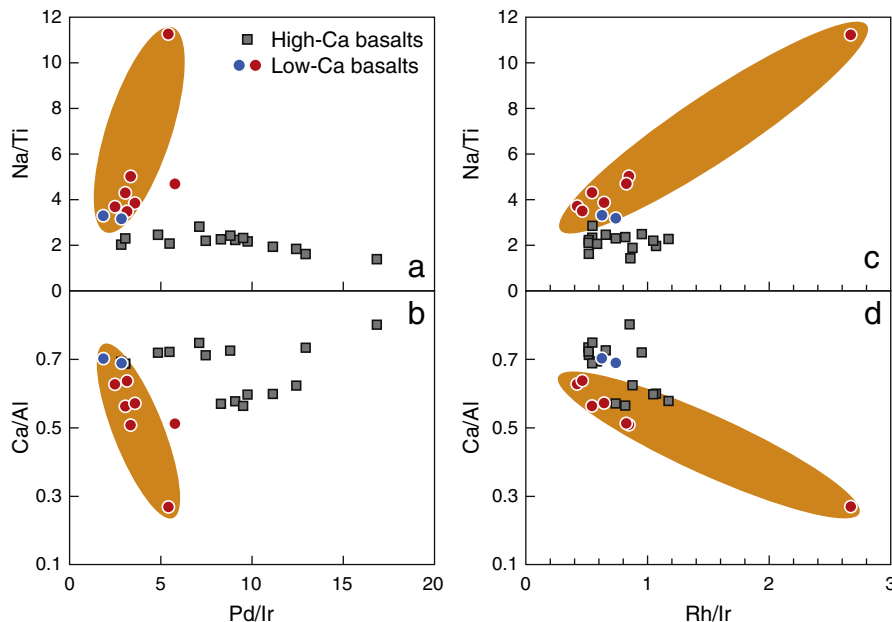 12
10
8
6
4
2
0
Na/Ti
High-Ca basalts
Low-Ca basalts
a
12
10
8
6
4
2
0
Na/Ti
c
0.7
0.5
0.3
0.1
Ca/Al
b
0 5 10 15 20
Pd/Ir
0.7
0.5
0.3
0.1
Ca/Al
d
0 1 2 3
Rh/Ir